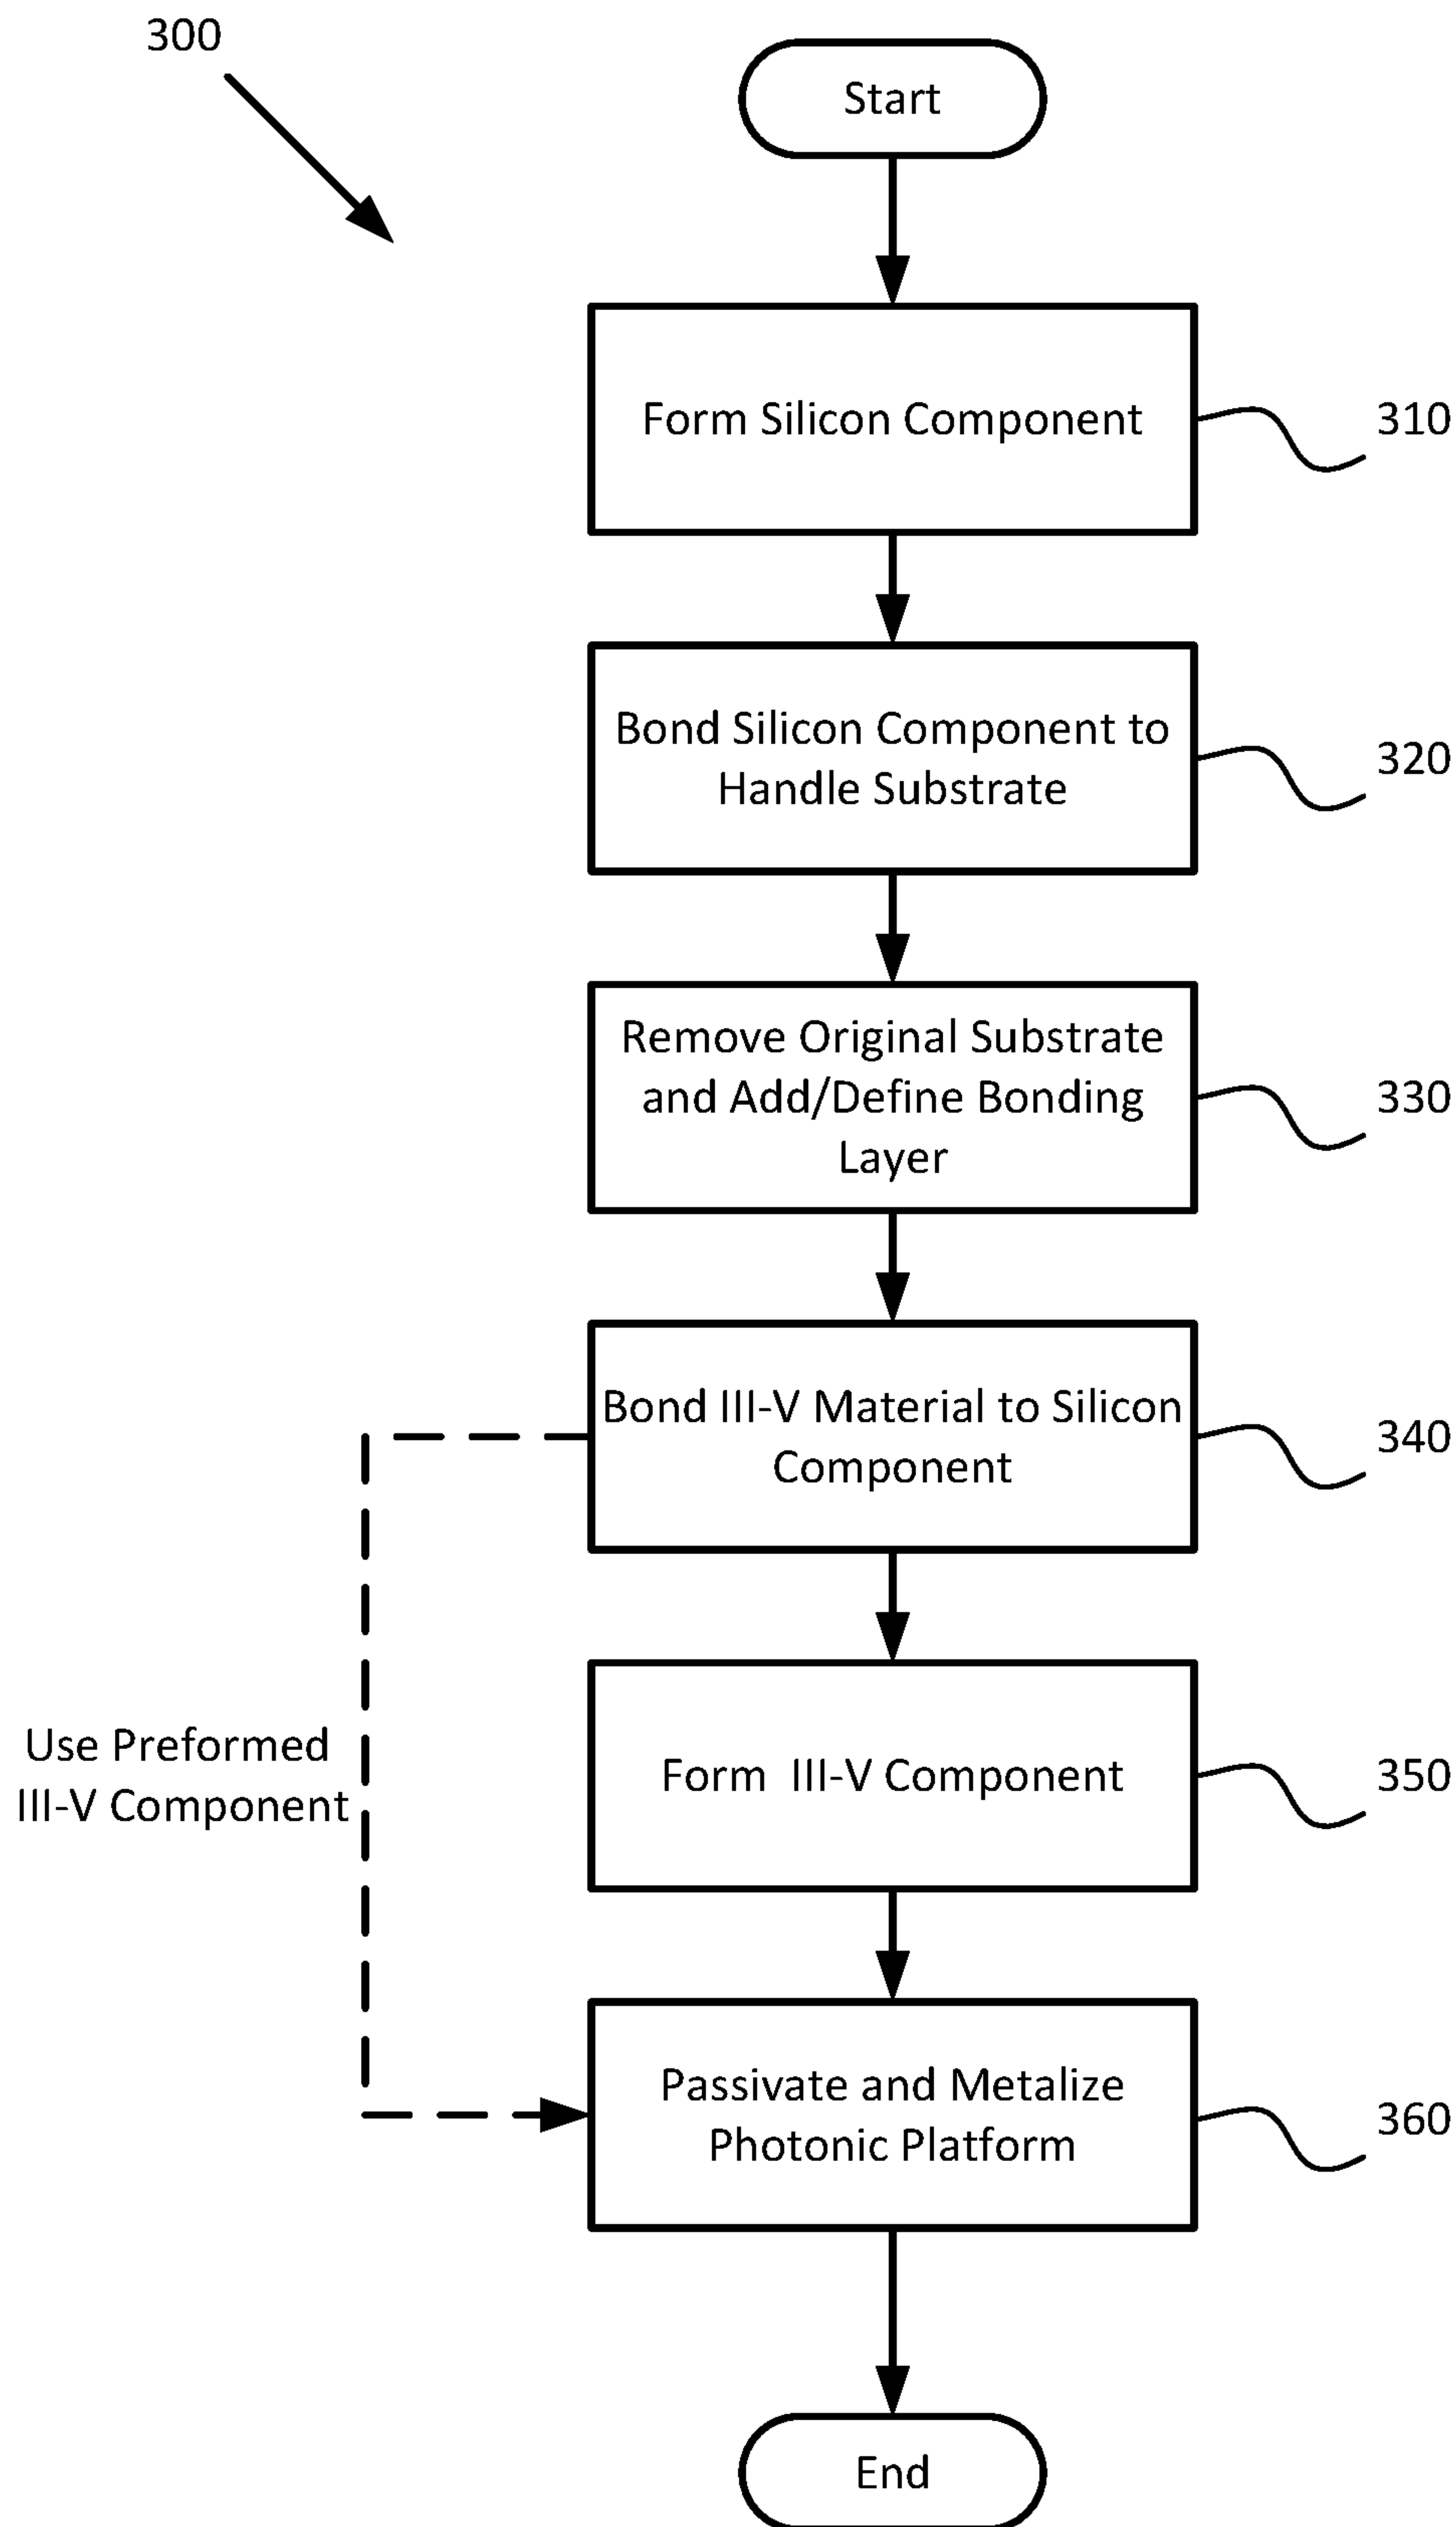 300
Start
Form Silicon Component
310
Bond Silicon Component to
Handle Substrate
320
Remove Original Substrate
and Add/Define Bonding
Layer
330
Bond III-V Material to Silicon
Component
340
Use Preformed
III-V Component
Form III-V Component
350
Passivate and Metalize
Photonic Platform
360
End